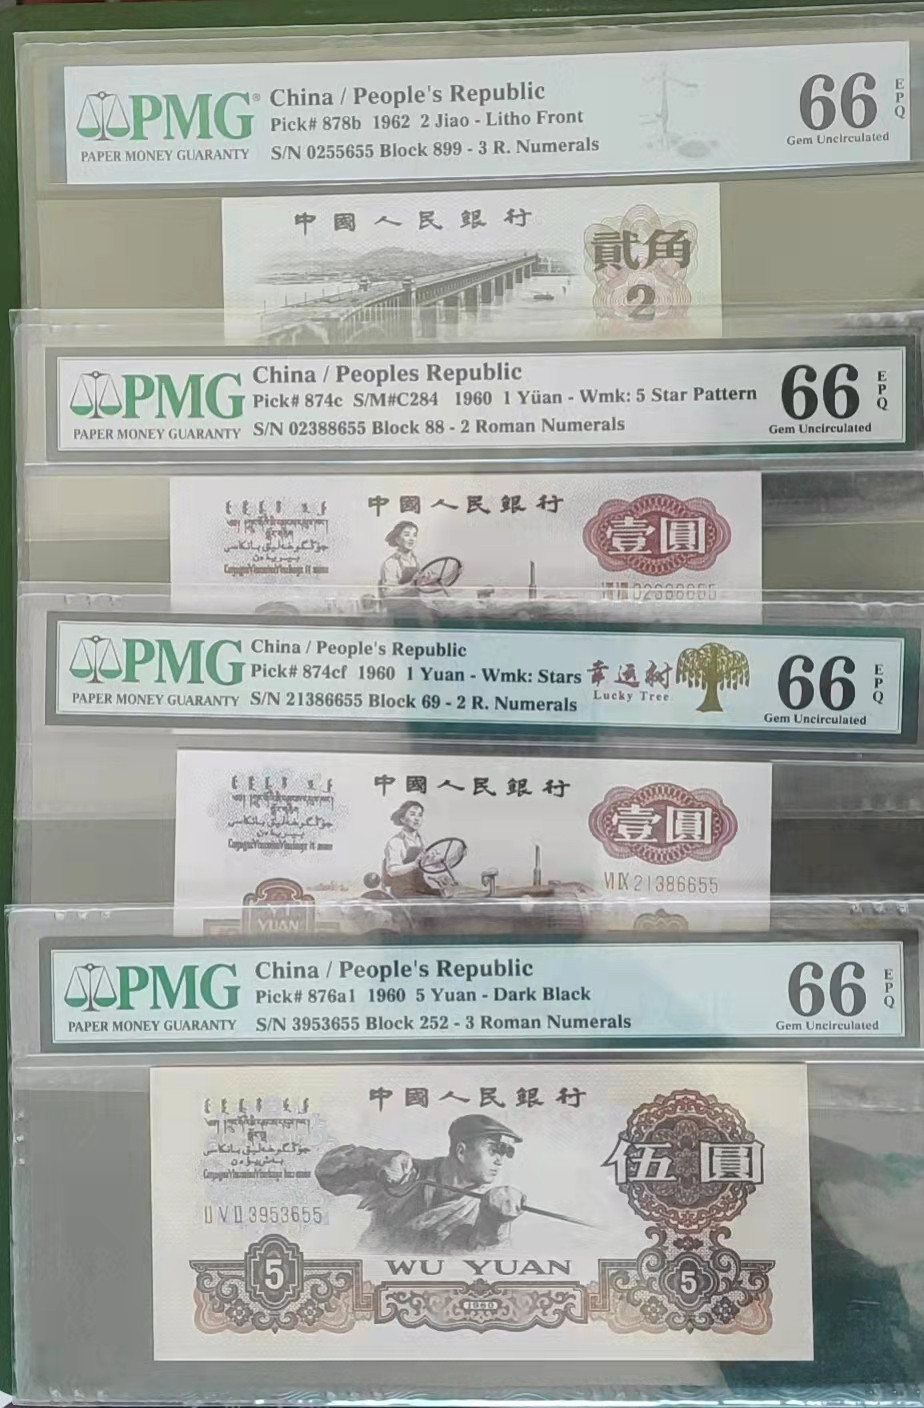 PMG®
PAPER MONEY GUARANTY
China / People's Republic
Pick# 878b 1962 2 Jiao - Litho Front
S/N 0255655 Block 899 - 3 R. Numerals
66
EPQ
Gem Uncirculated
中國人民銀行
貳角
2
PMG
PAPER MONEY GUARANTY
China / Peoples Republic
Pick# 874c S/M#C284 1960 1 Yüan - Wmk: 5 Star Pattern
S/N 02388655 Block 88 - 2 Roman Numerals
66
EPQ
Gem Uncirculated
中國人民銀行
壹圓
02388655
PMG
PAPER MONEY GUARANTY
China / People's Republic
Pick# 874cf 1960 1 Yuan - Wmk: Stars
S/N 21386655 Block 69 - 2 R. Numerals
幸运树
Lucky Tree
66
EPQ
Gem Uncirculated
中國人民銀行
壹圓
VI IX 21386655
YUAN
PMG
PAPER MONEY GUARANTY
China / People's Republic
Pick# 876a1 1960 5 Yuan - Dark Black
S/N 3953655 Block 252 - 3 Roman Numerals
66
EPQ
Gem Uncirculated
中國人民銀行
伍圓
II V II 3953655
5
WU YUAN
1960
5